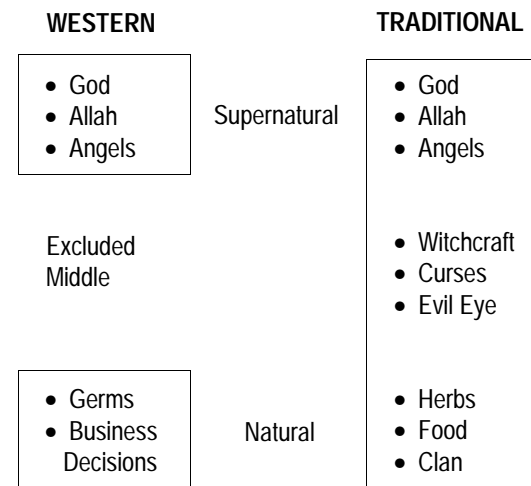 WESTERN
• God
• Allah
• Angels
Excluded
Middle
• Germs
• Business
Decisions
Supernatural
Natural
TRADITIONAL
• God
• Allah
• Angels
• Witchcraft
• Curses
• Evil Eye
• Herbs
• Food
• Clan